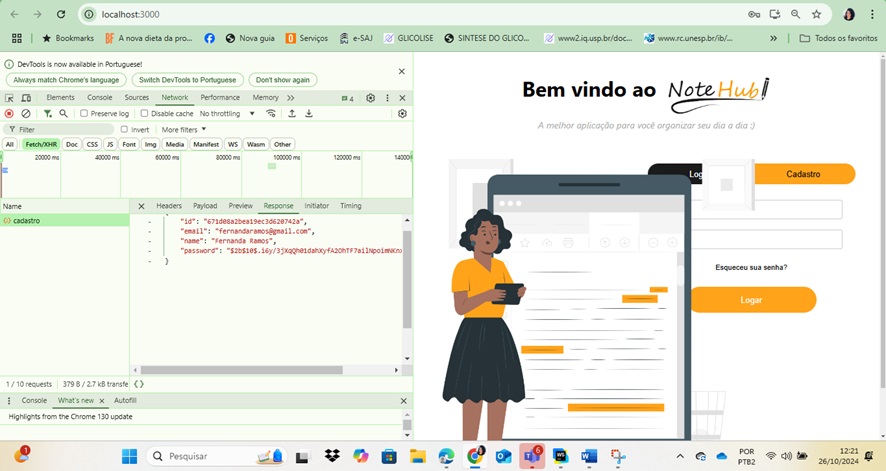 localhost:3000
Bookmarks
A nova dieta da pro...
Nova guia
Serviços
e-SAJ
GLICOLISE
SINTESE DO GLICO...
www2.iq.usp.br/doc...
www.rc.unesp.br/ib/...
»
Todos os favoritos
DevTools is now available in Portuguese!
Always match Chrome's language
Switch DevTools to Portuguese
Don't show again
Elements
Console
Sources
Network
Performance
Memory
4
Preserve log
Disable cache
No throttling
Filter
Invert
More filters
All
Fetch/XHR
Doc
CSS
JS
Font
Img
Media
Manifest
WS
Wasm
Other
20000 ms
40000 ms
60000 ms
80000 ms
100000 ms
120000 ms
14000
Name
Headers
Payload
Preview
Response
Initiator
Timing
cadastro
- "id": "671d08a2bea19ec3d620742a",
- "email": "fernandaramos@gmail.com",
- "name": "Fernanda Ramos",
- "password": "$2b$10$.i6y/3jXqQh01dahXyfA2OhTF7ailNpoimNKnx
- }
1 / 10 requests
379 B / 2.7 kB transfe
Console
What's new
Autofill
Highlights from the Chrome 130 update
Bem vindo ao NoteHub
A melhor aplicação para você organizar seu dia a dia :)
Log
Cadastro
Esqueceu sua senha?
Logar
1
Pesquisar
6
POR
PTB2
12:21
26/10/2024